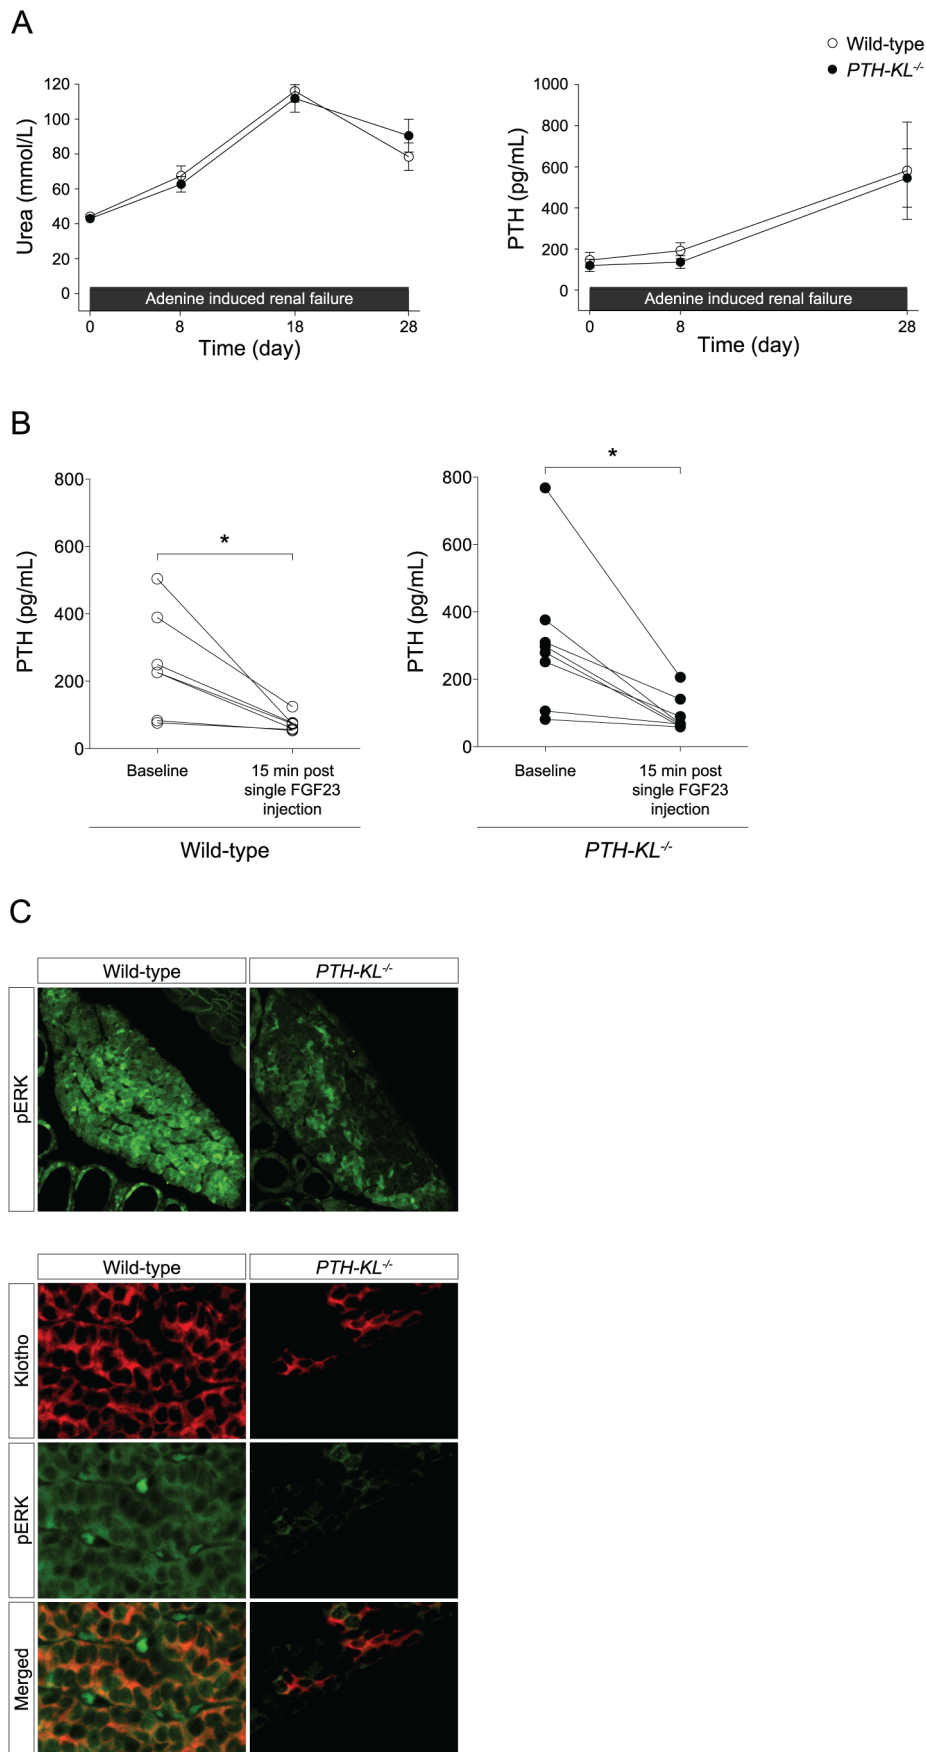 A
Wild-type
PTH-KL-/-
Urea (mmol/L)
120
100
80
60
40
20
0
Adenine induced renal failure
0 8 18 28
Time (day)
PTH (pg/mL)
1000
800
600
400
200
0
Adenine induced renal failure
0 8 28
Time (day)
B
PTH (pg/mL)
800
600
400
200
0
*
Baseline
15 min post
single FGF23
injection
Wild-type
PTH (pg/mL)
800
600
400
200
0
*
Baseline
15 min post
single FGF23
injection
PTH-KL-/-
C
Wild-type PTH-KL-/-
pERK
Wild-type PTH-KL-/-
Klotho
pERK
Merged